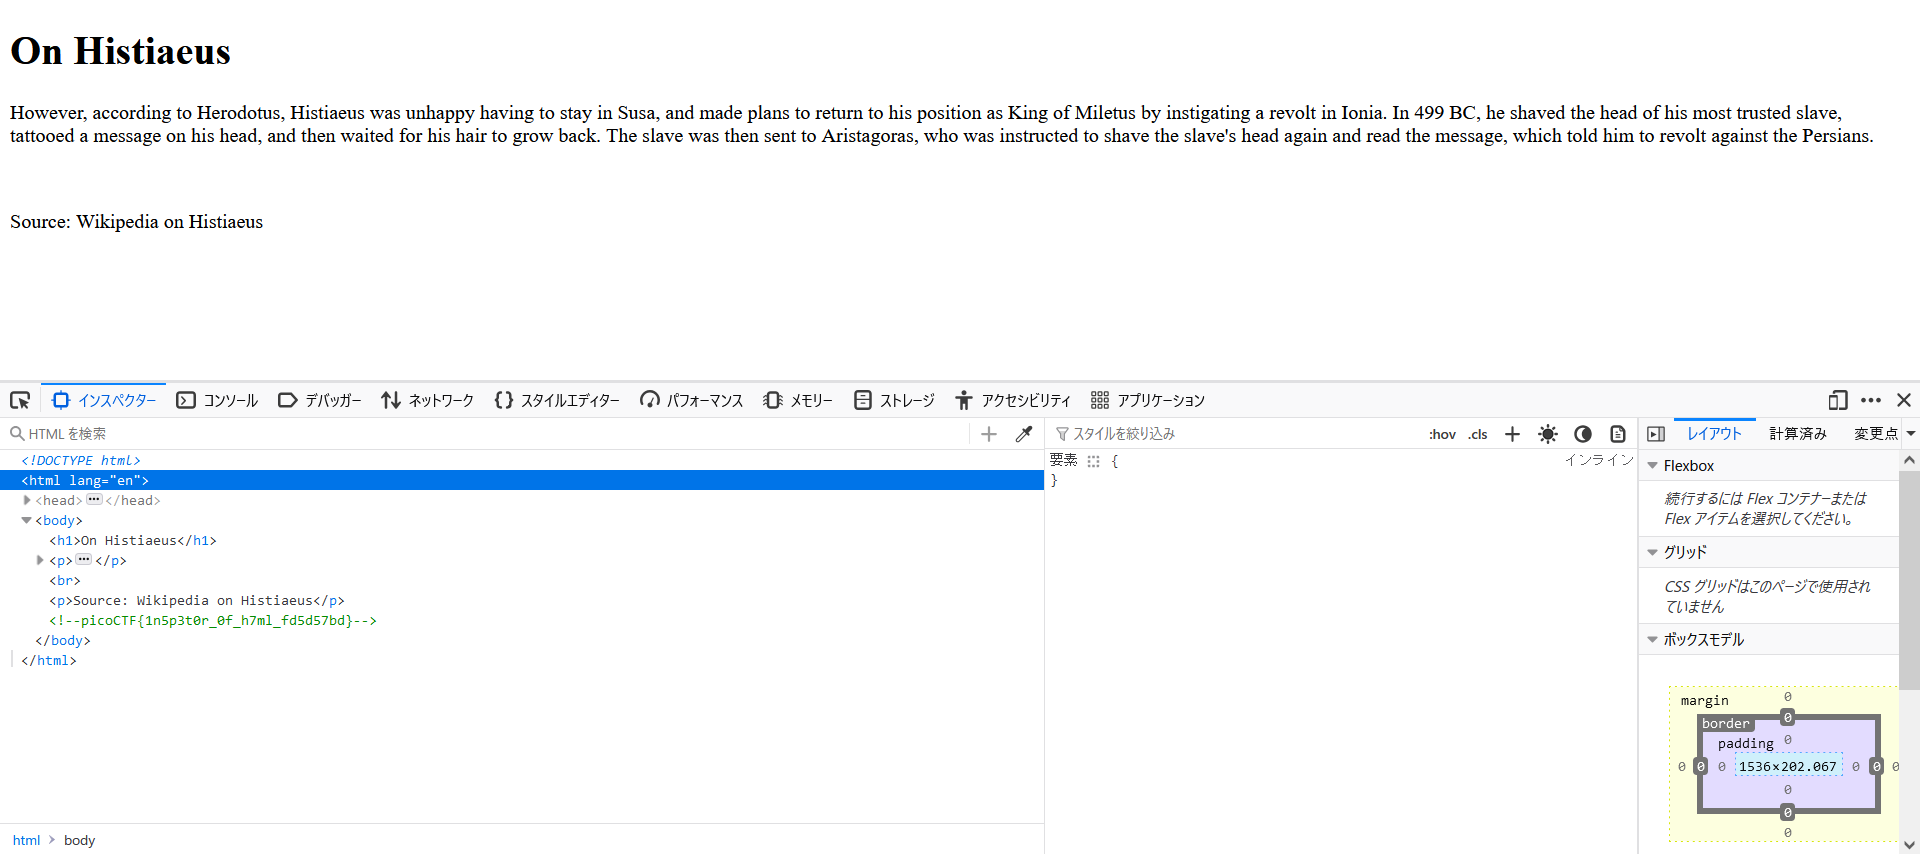 On Histiaeus
However, according to Herodotus, Histiaeus was unhappy having to stay in Susa, and made plans to return to his position as King of Miletus by instigating a revolt in Ionia. In 499 BC, he shaved the head of his most trusted slave,
tattooed a message on his head, and then waited for his hair to grow back. The slave was then sent to Aristagoras, who was instructed to shave the slave's head again and read the message, which told him to revolt against the Persians.
Source: Wikipedia on Histiaeus
インスペクター コンソール デバッガー ネットワーク スタイルエディター パフォーマンス メモリー ストレージ アクセシビリティ アプリケーション
HTML を検索
<!DOCTYPE html>
<html lang="en">
<head> ••• </head>
<body>
<h1>On Histiaeus</h1>
<p> ••• </p>
<br>
<p>Source: Wikipedia on Histiaeus</p>
<!--picoCTF{1n5p3t0r_0f_h7ml_fd5d57bd}-->
</body>
</html>
html > body
スタイルを絞り込み :hov .cls
要素 { インライン
}
レイアウト 計算済み 変更点
Flexbox
続行するには Flex コンテナーまたは
Flex アイテムを選択してください。
グリッド
CSS グリッドはこのページで使用され
ていません
ボックスモデル
margin 0
border 0
padding 0
0 0 0 1536×202.067 0 0 0
0
0
0